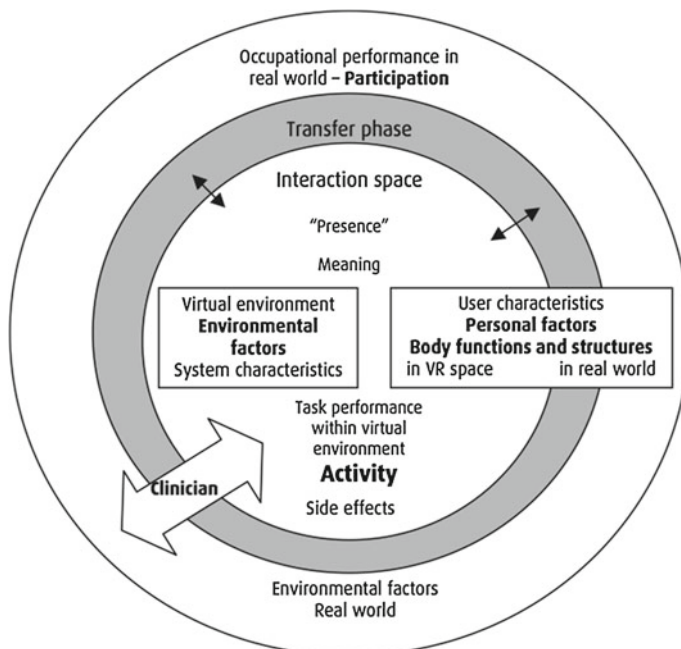 Occupational performance in
real world – Participation
Transfer phase
Interaction space
“Presence”
Meaning
Virtual environment
Environmental
factors
System characteristics
User characteristics
Personal factors
Body functions and structures
in VR space in real world
Task performance
within virtual
environment
Activity
Clinician
Side effects
Environmental factors
Real world